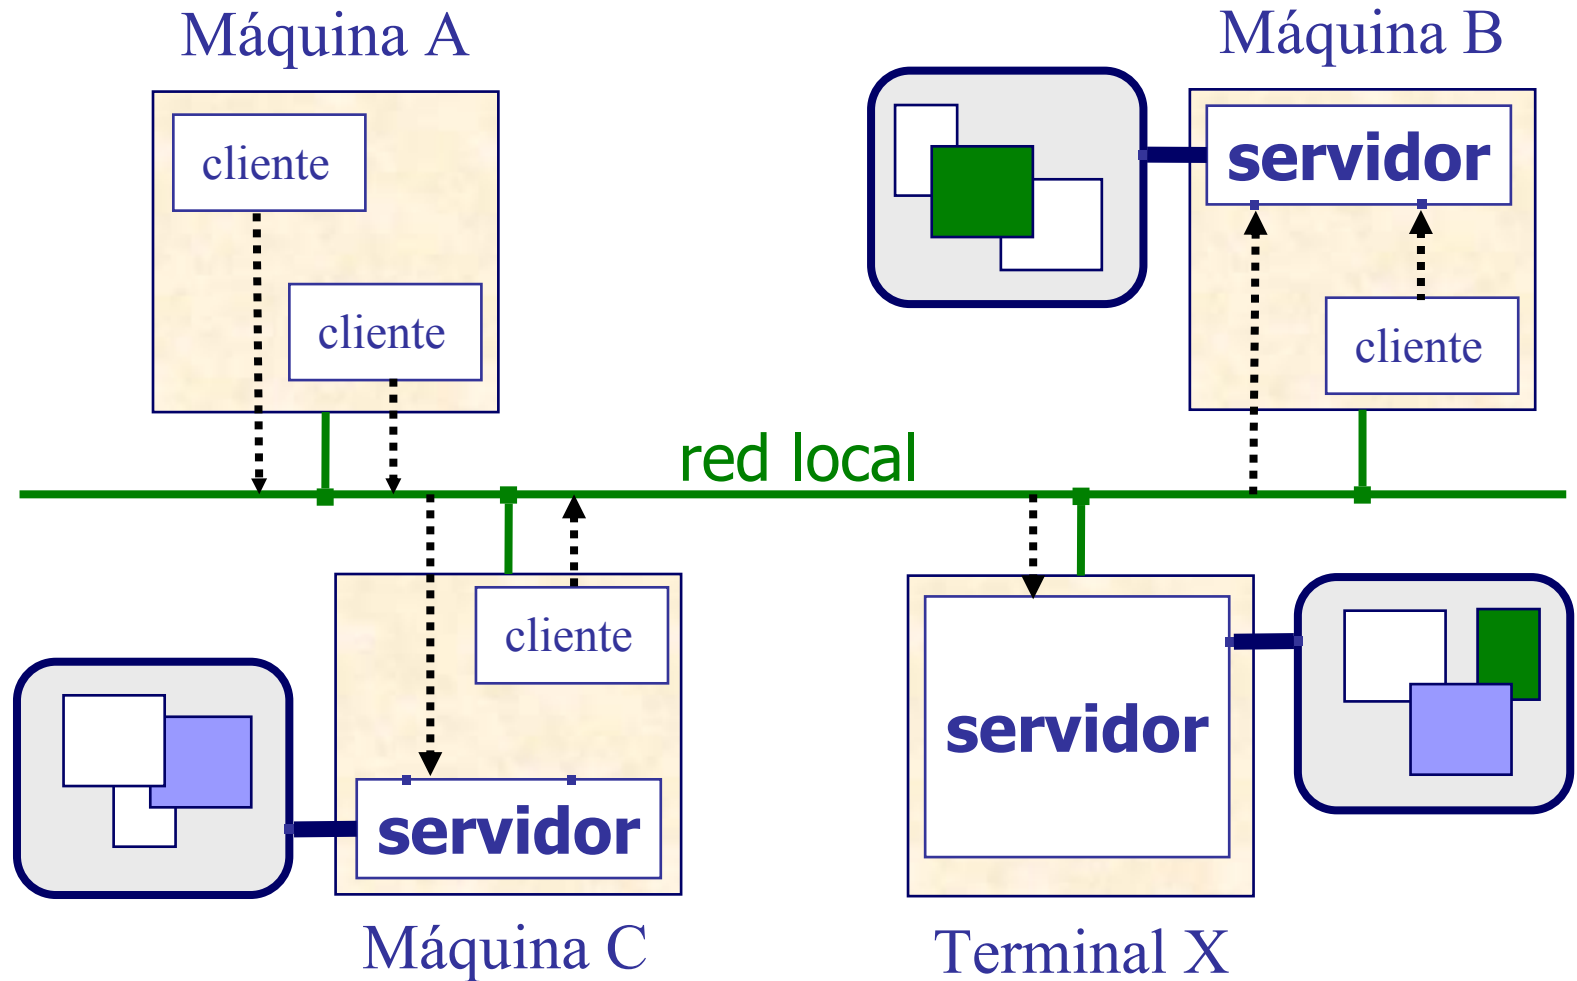 Máquina A
Máquina B
cliente
cliente
servidor
cliente
red local
cliente
servidor
Máquina C
servidor
Terminal X